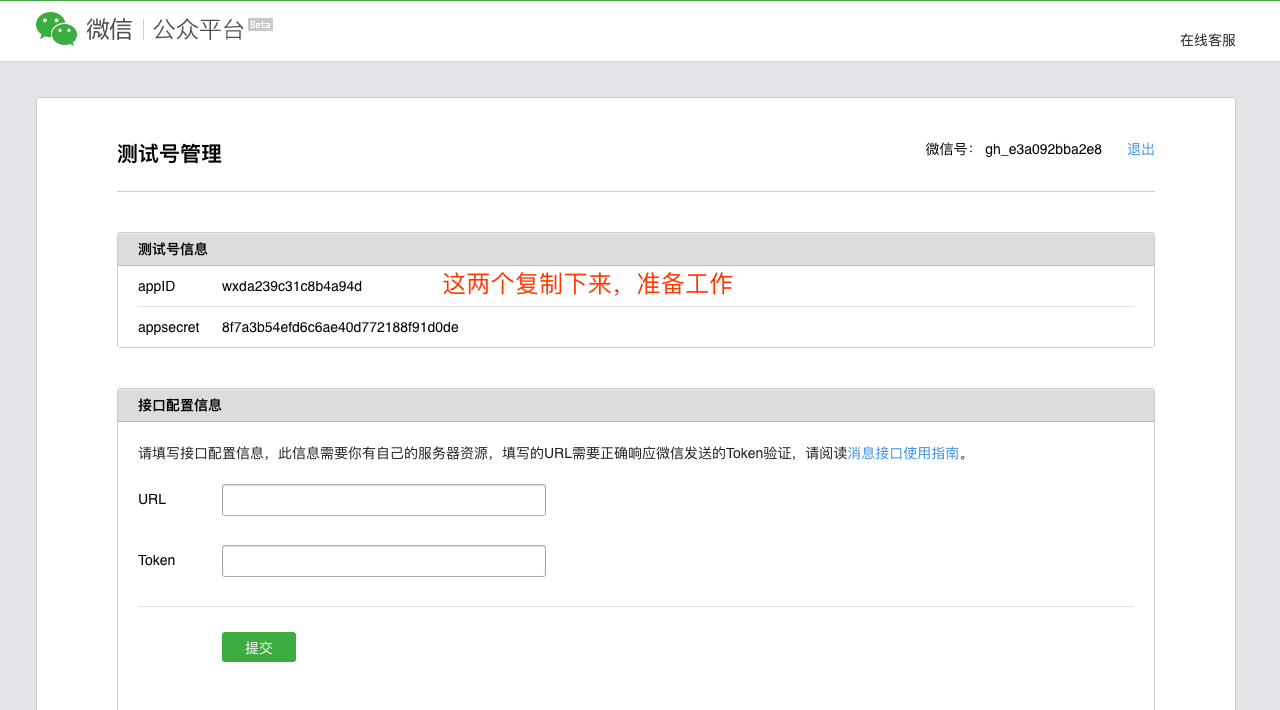 微信 公众平台 Beta
在线客服
测试号管理
微信号： gh_e3a092bba2e8 退出
测试号信息
appID wxda239c31c8b4a94d 这两个复制下来，准备工作
appsecret 8f7a3b54efd6c6ae40d772188f91d0de
接口配置信息
请填写接口配置信息，此信息需要你有自己的服务器资源，填写的URL需要正确响应微信发送的Token验证，请阅读消息接口使用指南。
URL
Token
提交